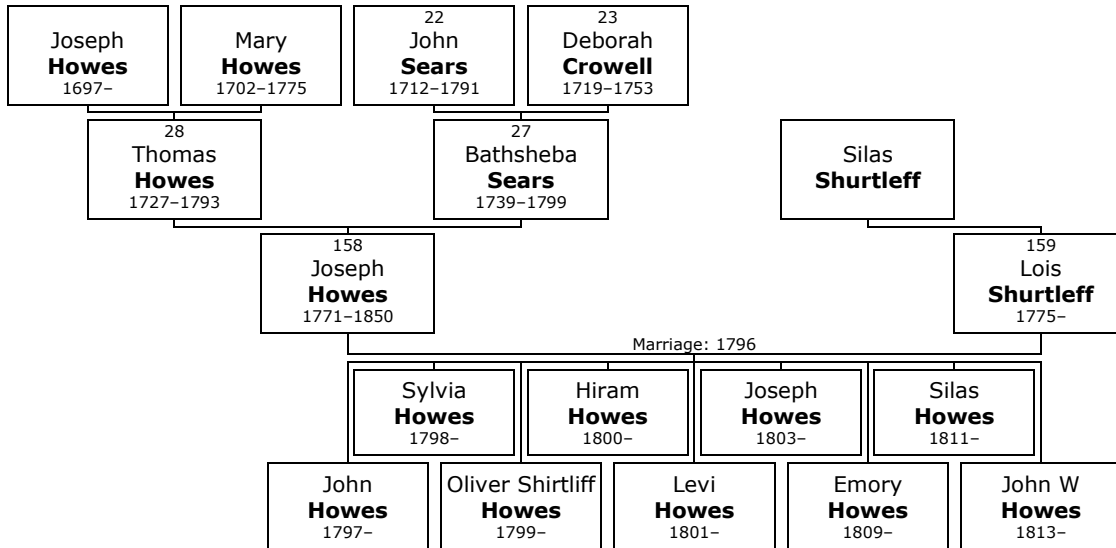 Joseph
Howes
1697–
Mary
Howes
1702–1775
22
John
Sears
1712–1791
23
Deborah
Crowell
1719–1753
28
Thomas
Howes
1727–1793
27
Bathsheba
Sears
1739–1799
Silas
Shurtleff
158
Joseph
Howes
1771–1850
159
Lois
Shurtleff
1775–
Marriage: 1796
Sylvia
Howes
1798–
Hiram
Howes
1800–
Joseph
Howes
1803–
Silas
Howes
1811–
John
Howes
1797–
Oliver Shirtliff
Howes
1799–
Levi
Howes
1801–
Emory
Howes
1809–
John W
Howes
1813–